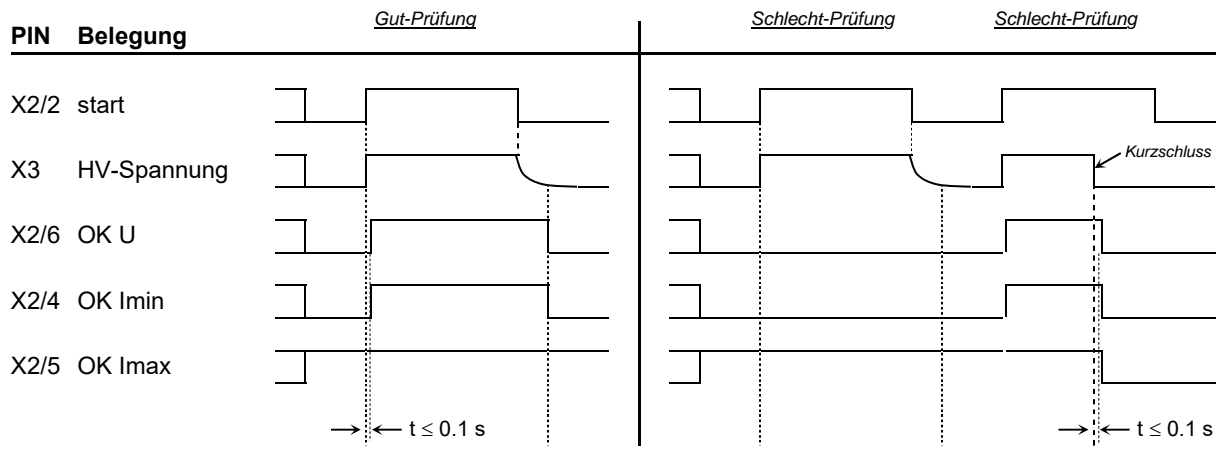 Gut-Prüfung Schlecht-Prüfung Schlecht-Prüfung
PIN Belegung
X2/2 start
X3 HV-Spannung
Kurzschluss
X2/6 OK U
X2/4 OK Imin
X2/5 OK Imax
t ≤ 0.1 s t ≤ 0.1 s